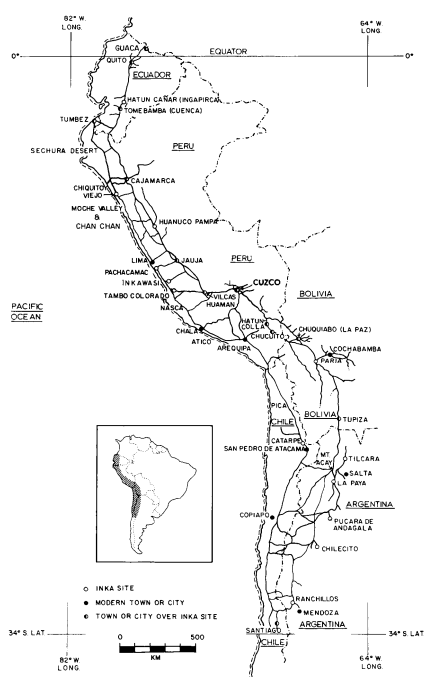 82° W.
LONG.
64° W.
LONG.
0°
EQUATOR
0°
GUACA
QUITO
ECUADOR
HATUN CAÑAR (INGAPIRCA)
TOMEBAMBA (CUENCA)
TUMBEZ
SECHURA DESERT
PERU
CAJAMARCA
CHIQUITOY
VIEJO
MOCHE VALLEY
&
CHAN CHAN
HUANUCO PAMPA
LIMA
JAUJA
PERU
PACHACAMAC
INKAWASI
CUZCO
TAMBO COLORADO
VILCAS
HUAMAN
BOLIVIA
NASCA
PACIFIC
OCEAN
HATUN
COLLA
CHUCUITO
CHUQUIABO (LA PAZ)
CHALA
ATICO
AREQUIPA
COCHABAMBA
PARIA
PICA
BOLIVIA
TUPIZA
CHILE
CATARPE
SAN PEDRO DE ATACAMA
MT.
ACAY
TILCARA
SALTA
LA PAYA
ARGENTINA
COPIAPO
PUCARA DE
ANDAGALA
CHILECITO
INKA SITE
MODERN TOWN OR CITY
TOWN OR CITY OVER INKA SITE
RANCHILLOS
MENDOZA
34° S. LAT.
0
500
KM
SANTIAGO
ARGENTINA
CHILE
34° S. LAT.
82° W.
LONG.
64° W.
LONG.